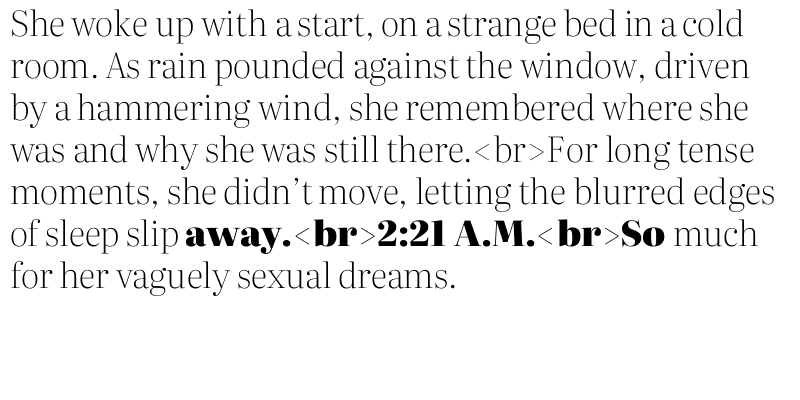 She woke up with a start, on a strange bed in a cold
room. As rain pounded against the window, driven
by a hammering wind, she remembered where she
was and why she was still there.<br>For long tense
moments, she didn’t move, letting the blurred edges
of sleep slip away.<br>2:21 A.M.<br>So much
for her vaguely sexual dreams.